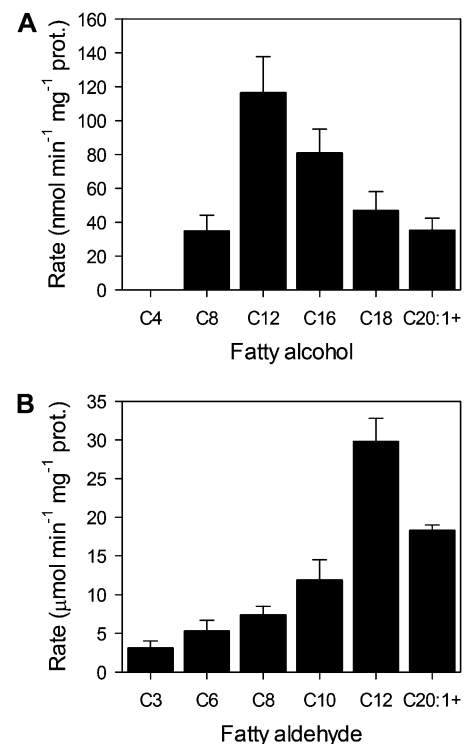 A
Rate (nmol min⁻¹ mg⁻¹ prot.)
160
140
120
100
80
60
40
20
0
C4 C8 C12 C16 C18 C20:1+
Fatty alcohol
B
Rate (μmol min⁻¹ mg⁻¹ prot.)
35
30
25
20
15
10
5
0
C3 C6 C8 C10 C12 C20:1+
Fatty aldehyde